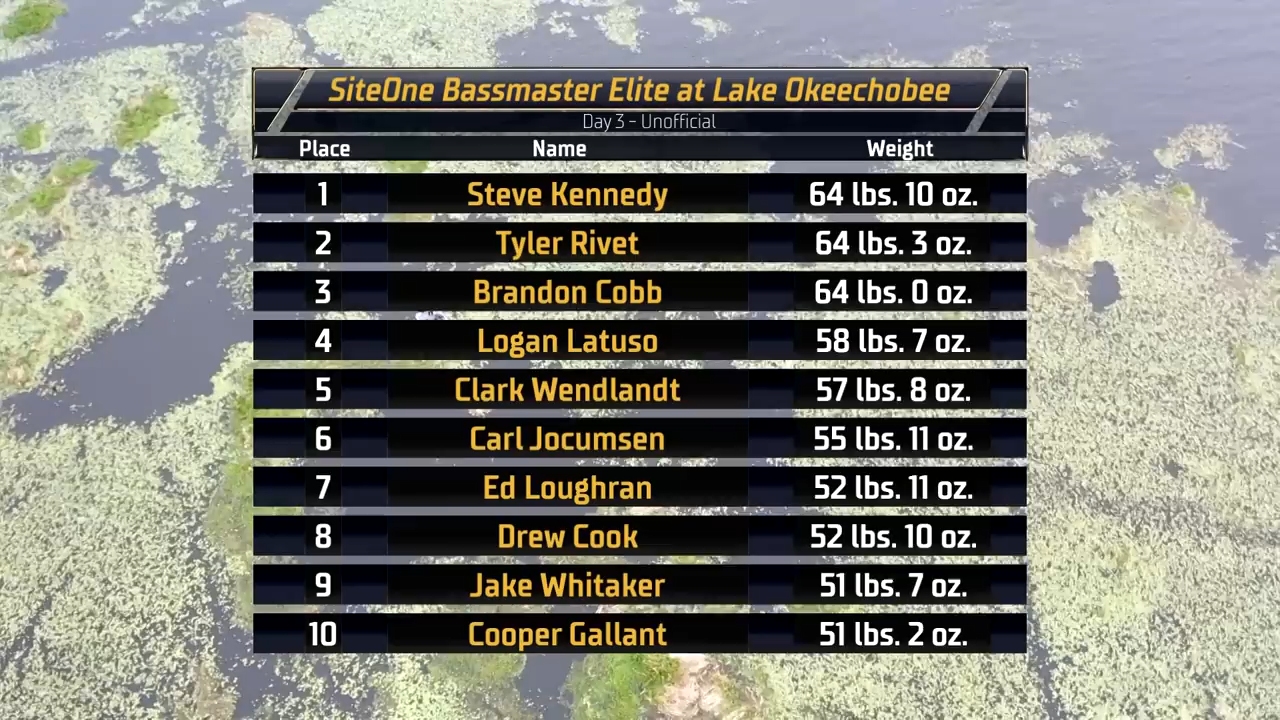 SiteOne Bassmaster Elite at Lake Okeechobee
Day 3 - Unofficial
Place Name Weight
1 Steve Kennedy 64 lbs. 10 oz.
2 Tyler Rivet 64 lbs. 3 oz.
3 Brandon Cobb 64 lbs. 0 oz.
4 Logan Latuso 58 lbs. 7 oz.
5 Clark Wendlandt 57 lbs. 8 oz.
6 Carl Jocumsen 55 lbs. 11 oz.
7 Ed Loughran 52 lbs. 11 oz.
8 Drew Cook 52 lbs. 10 oz.
9 Jake Whitaker 51 lbs. 7 oz.
10 Cooper Gallant 51 lbs. 2 oz.